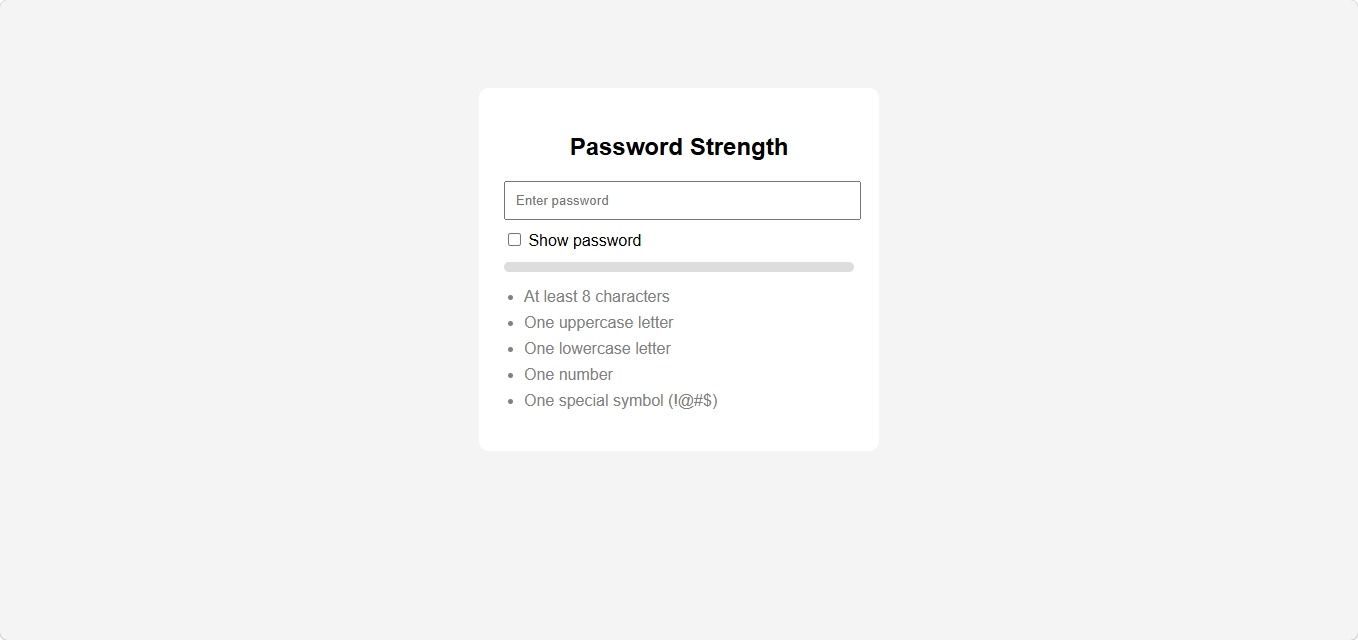 Password Strength
Enter password
Show password
At least 8 characters
One uppercase letter
One lowercase letter
One number
One special symbol (!@#$)